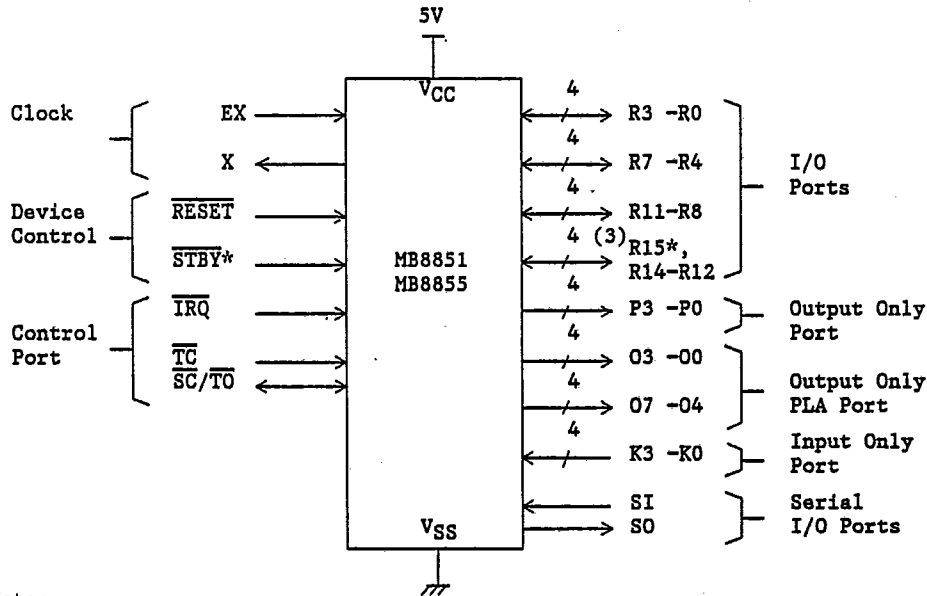 5V
VCC
Clock
EX
X
Device
Control
RESET
STBY*
Control
Port
IRQ
TC
SC/TO
MB8851
MB8855
VSS
4
R3 -R0
4
R7 -R4
4
R11-R8
4 (3)
R15*,
R14-R12
I/O
Ports
4
P3 -P0
Output Only
Port
4
O3 -O0
4
O7 -O4
Output Only
PLA Port
4
K3 -K0
Input Only
Port
SI
SO
Serial
I/O Ports